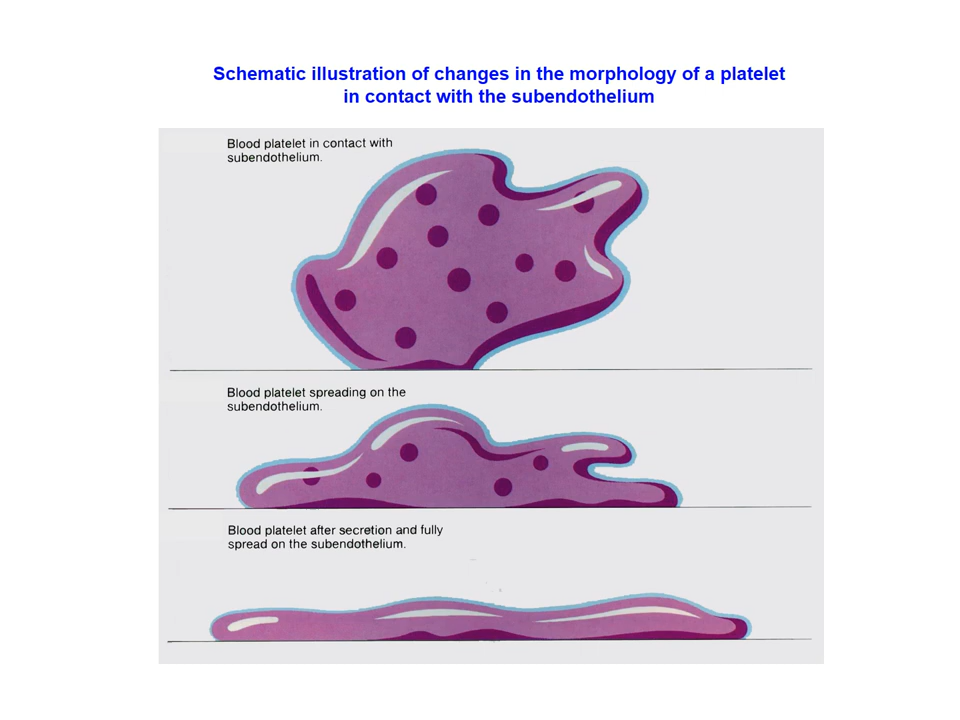 Schematic illustration of changes in the morphology of a platelet
in contact with the subendothelium
Blood platelet in contact with
subendothelium.
Blood platelet spreading on the
subendothelium.
Blood platelet after secretion and fully
spread on the subendothelium.